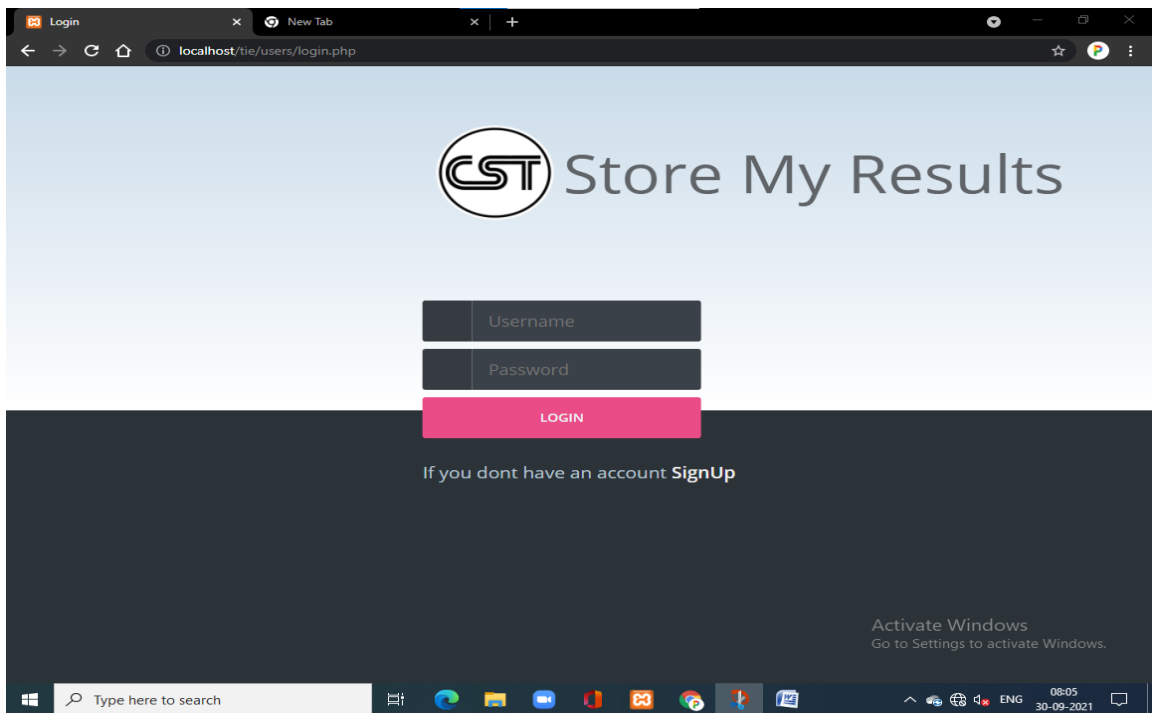 Login
New Tab
localhost/tie/users/login.php
P
CST Store My Results
Username
Password
LOGIN
If you dont have an account SignUp
Activate Windows
Go to Settings to activate Windows.
Type here to search
ENG
08:05
30-09-2021